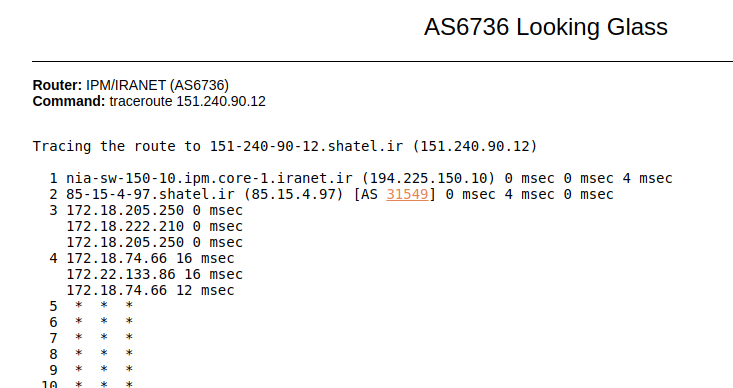 AS6736 Looking Glass
Router: IPM/IRANET (AS6736)
Command: traceroute 151.240.90.12
Tracing the route to 151-240-90-12.shatel.ir (151.240.90.12)
1 nia-sw-150-10.ipm.core-1.iranet.ir (194.225.150.10) 0 msec 0 msec 4 msec
2 85-15-4-97.shatel.ir (85.15.4.97) [AS 31549] 0 msec 4 msec 0 msec
3 172.18.205.250 0 msec
172.18.222.210 0 msec
172.18.205.250 0 msec
4 172.18.74.66 16 msec
172.22.133.86 16 msec
172.18.74.66 12 msec
5 * * *
6 * * *
7 * * *
8 * * *
9 * * *
10 * * *